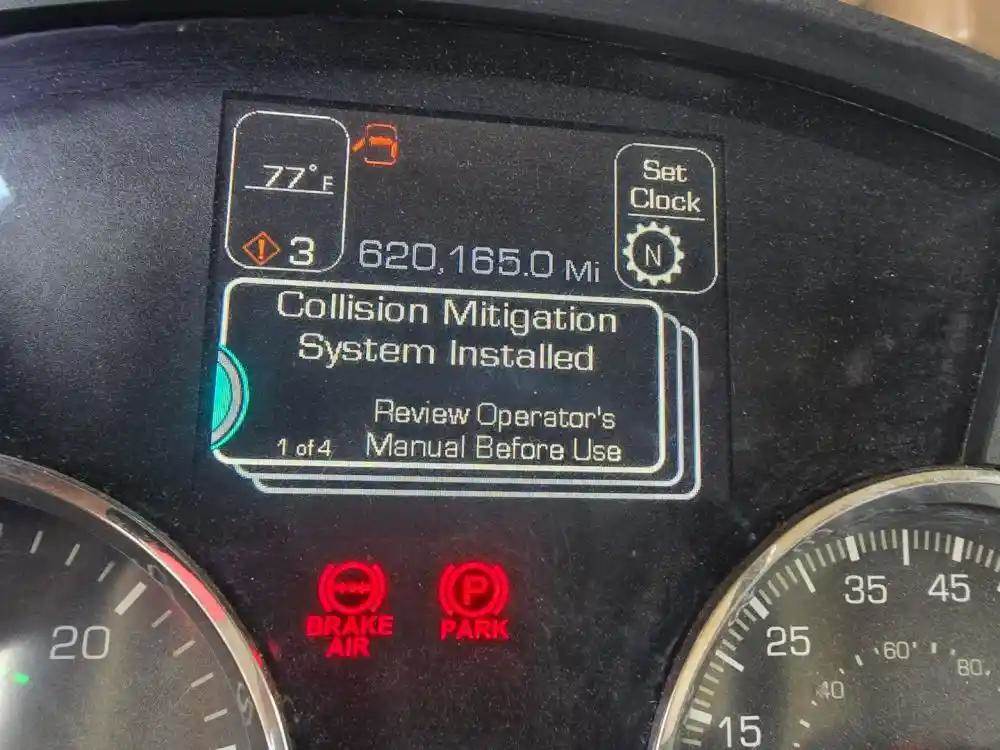 77°F
Set
Clock
! 3
620,165.0 Mi
N
Collision Mitigation
System Installed
Review Operator's
1 of 4 Manual Before Use
BRAKE
AIR
P
PARK
20
35
45
25
60
80
40
15